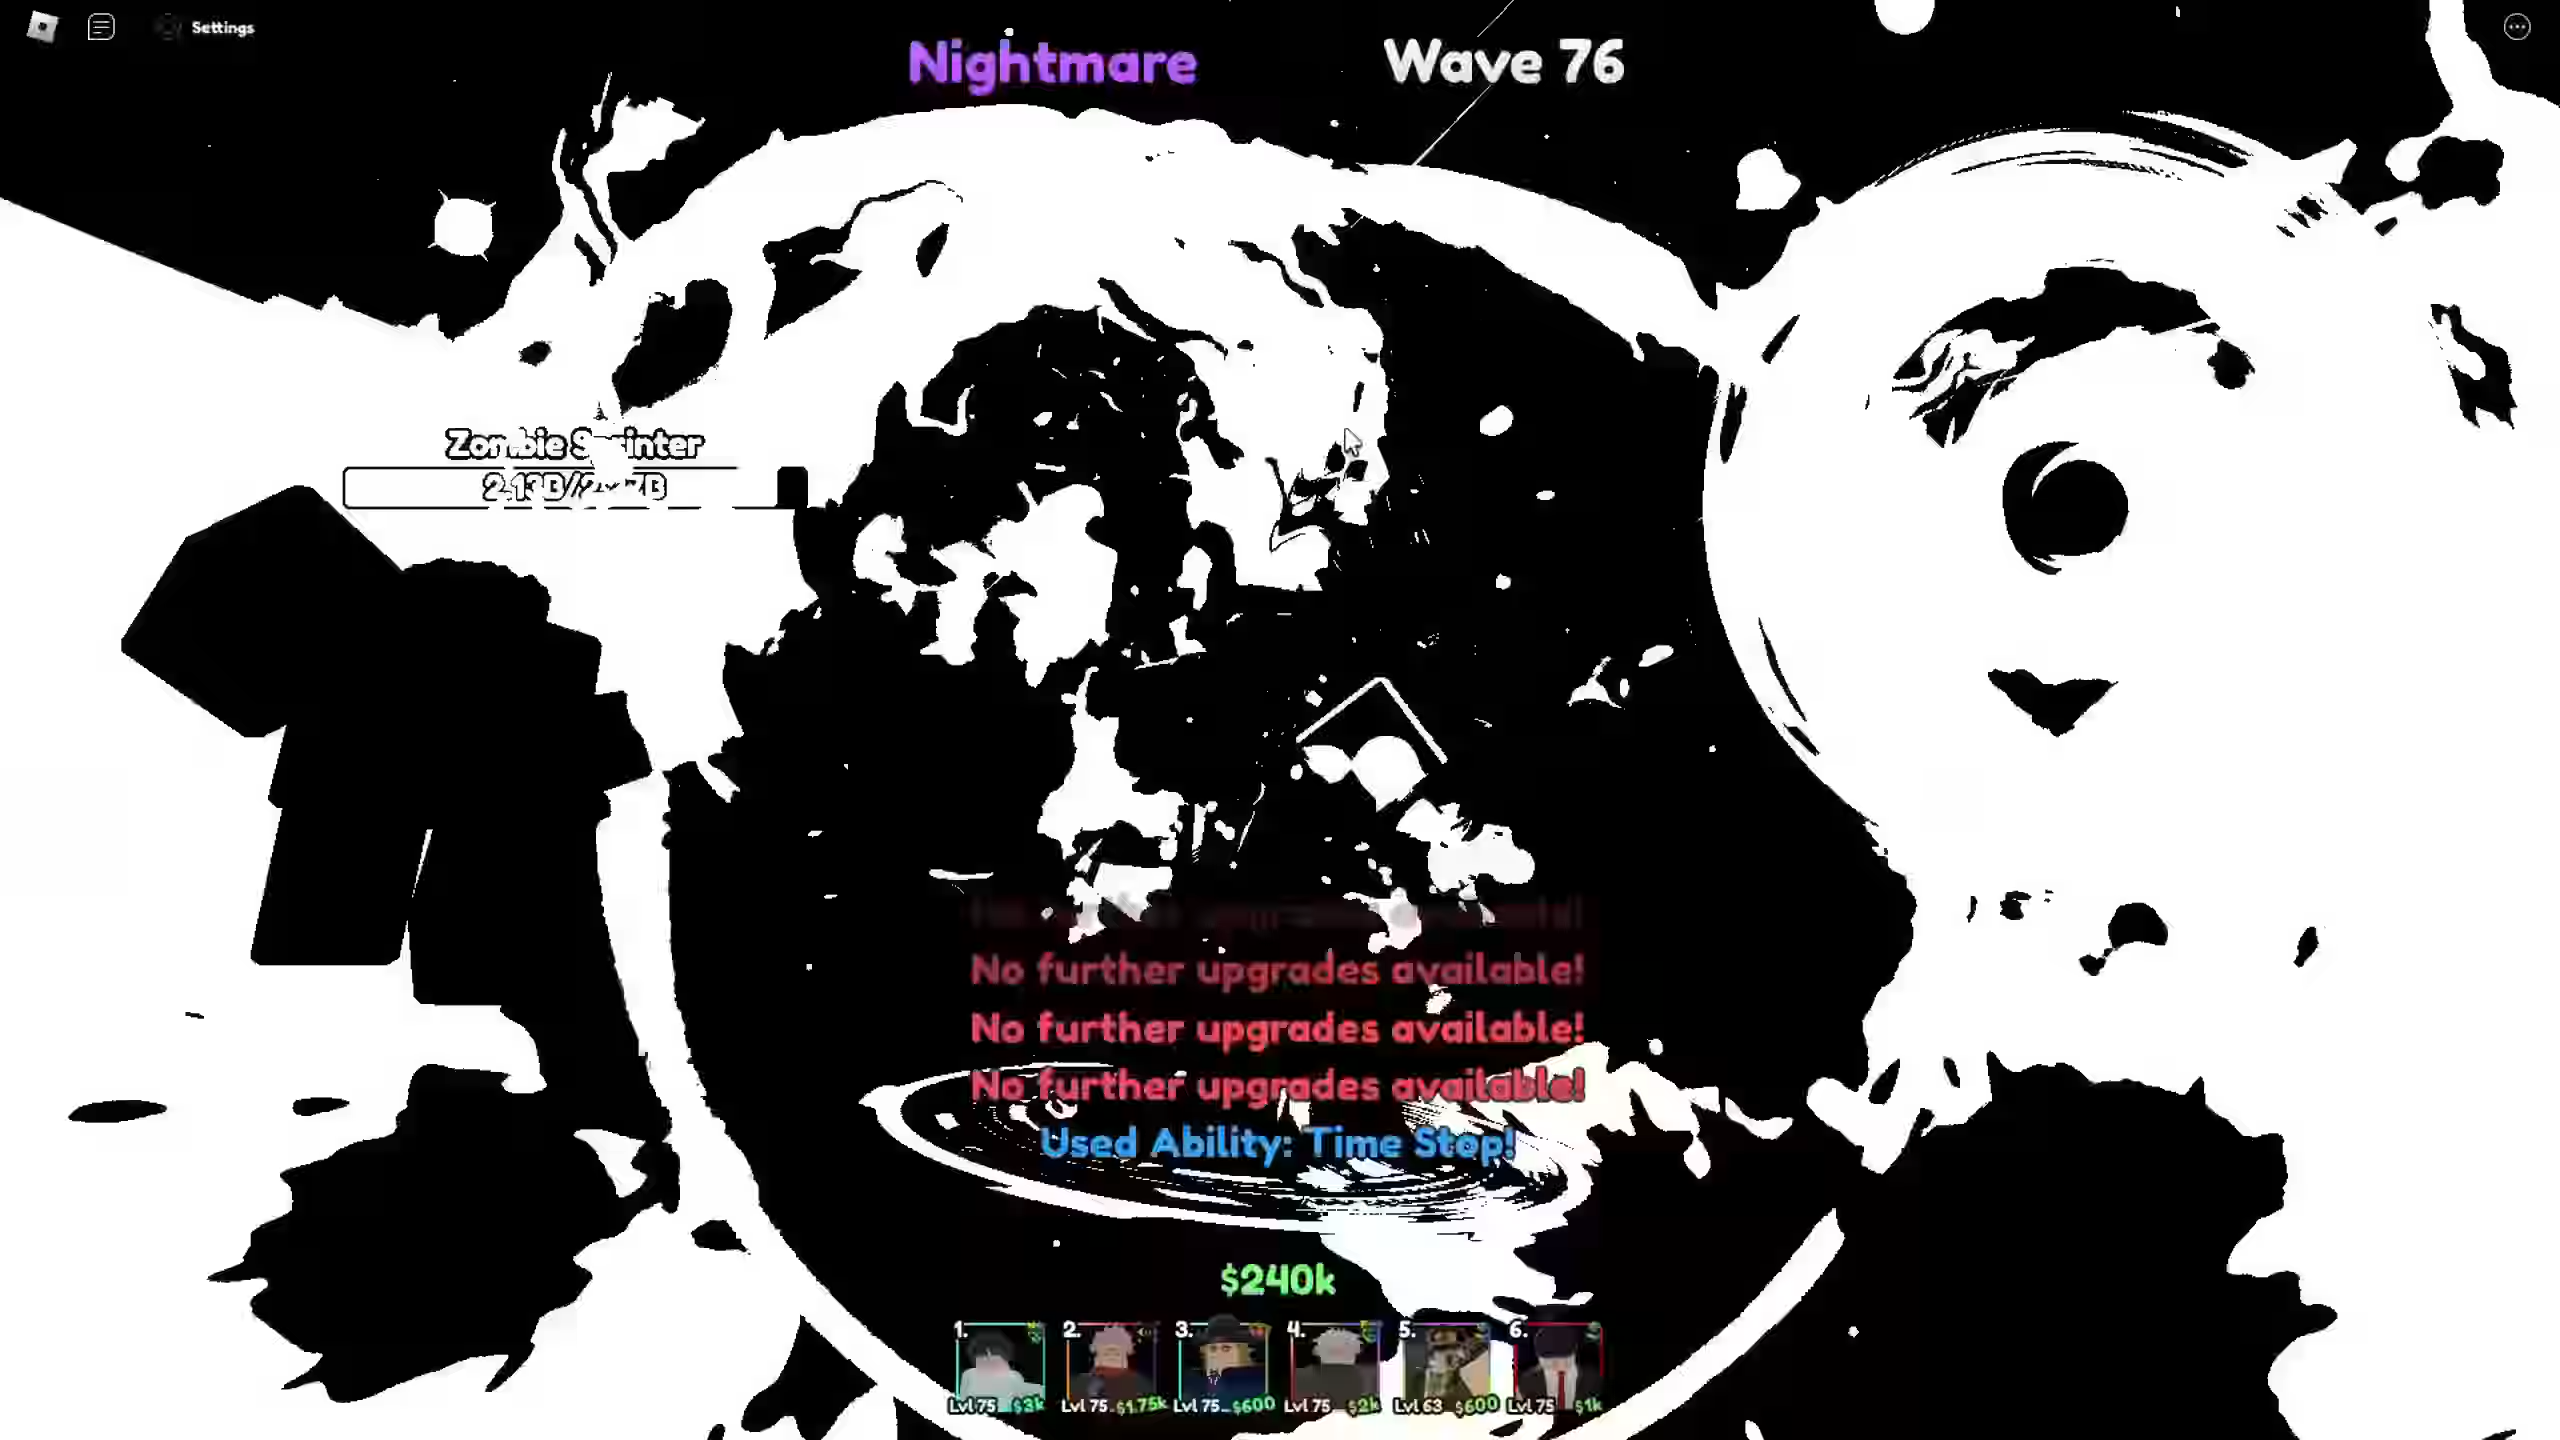 Settings
Nightmare
Wave 76
Zombie Sprinter
No further upgrades available!
No further upgrades available!
No further upgrades available!
Used Ability: Time Stop!
$240k
1. 2. 3. 4. 5. 6.
Lvl 75 $3k Lvl 75 $1.75k Lvl 75 $600 Lvl 75 $2k Lvl 63 $600 Lvl 75 $1k